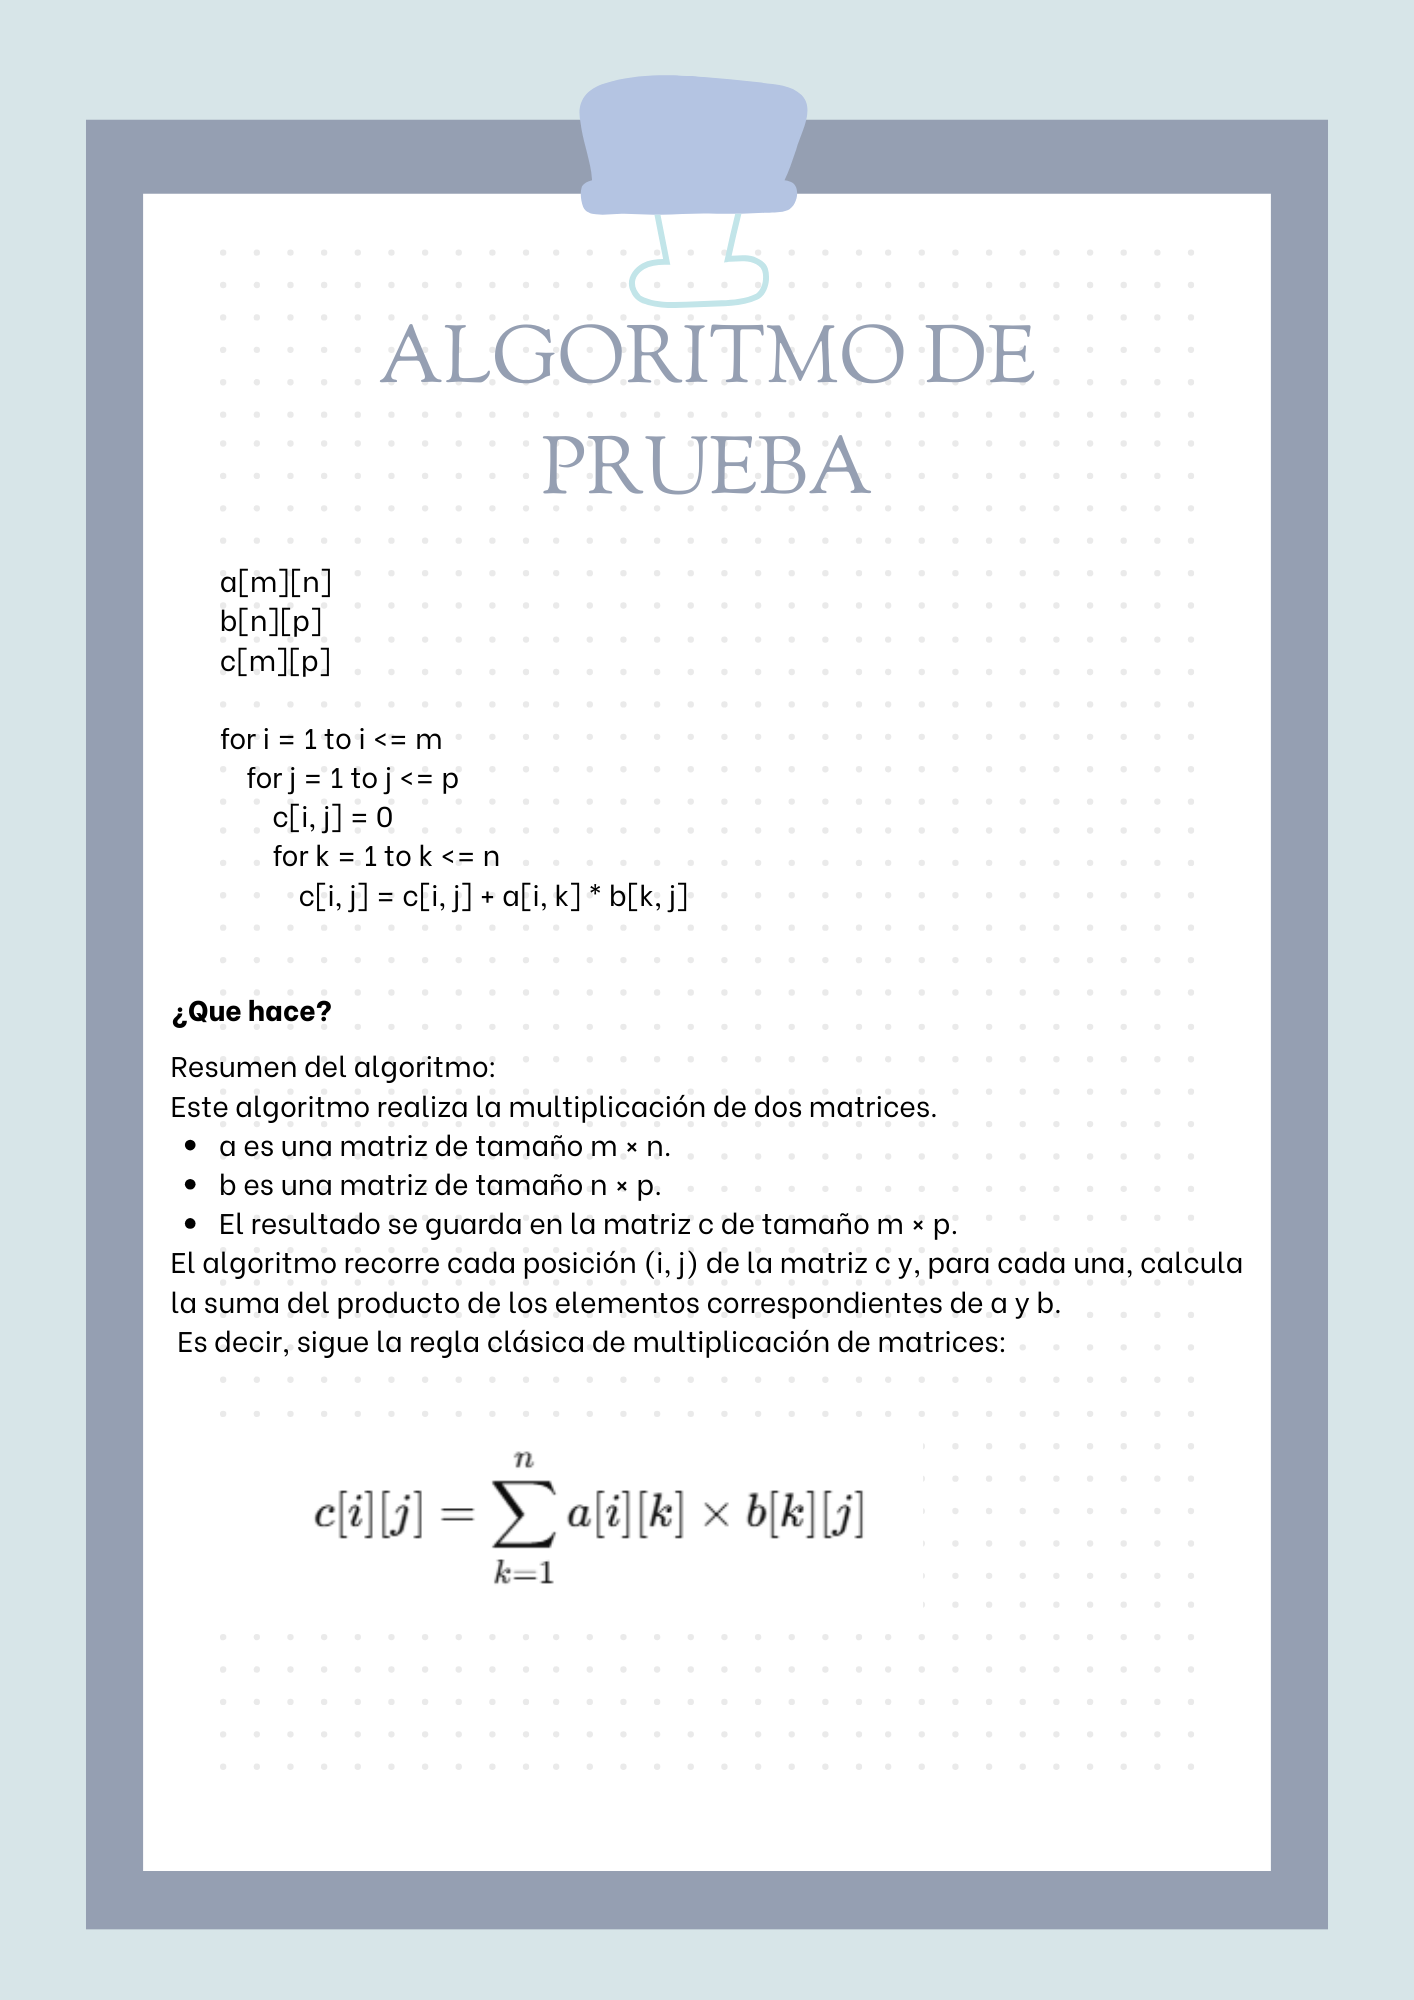 ALGORITMO DE
PRUEBA
a[m][n]
b[n][p]
c[m][p]
for i = 1 to i <= m
for j = 1 to j <= p
c[i, j] = 0
for k = 1 to k <= n
c[i, j] = c[i, j] + a[i, k] * b[k, j]
¿Que hace?
Resumen del algoritmo:
Este algoritmo realiza la multiplicación de dos matrices.
• a es una matriz de tamaño m × n.
• b es una matriz de tamaño n × p.
• El resultado se guarda en la matriz c de tamaño m × p.
El algoritmo recorre cada posición (i, j) de la matriz c y, para cada una, calcula
la suma del producto de los elementos correspondientes de a y b.
Es decir, sigue la regla clásica de multiplicación de matrices:
n
c[i][j] = ∑ a[i][k] × b[k][j]
k=1